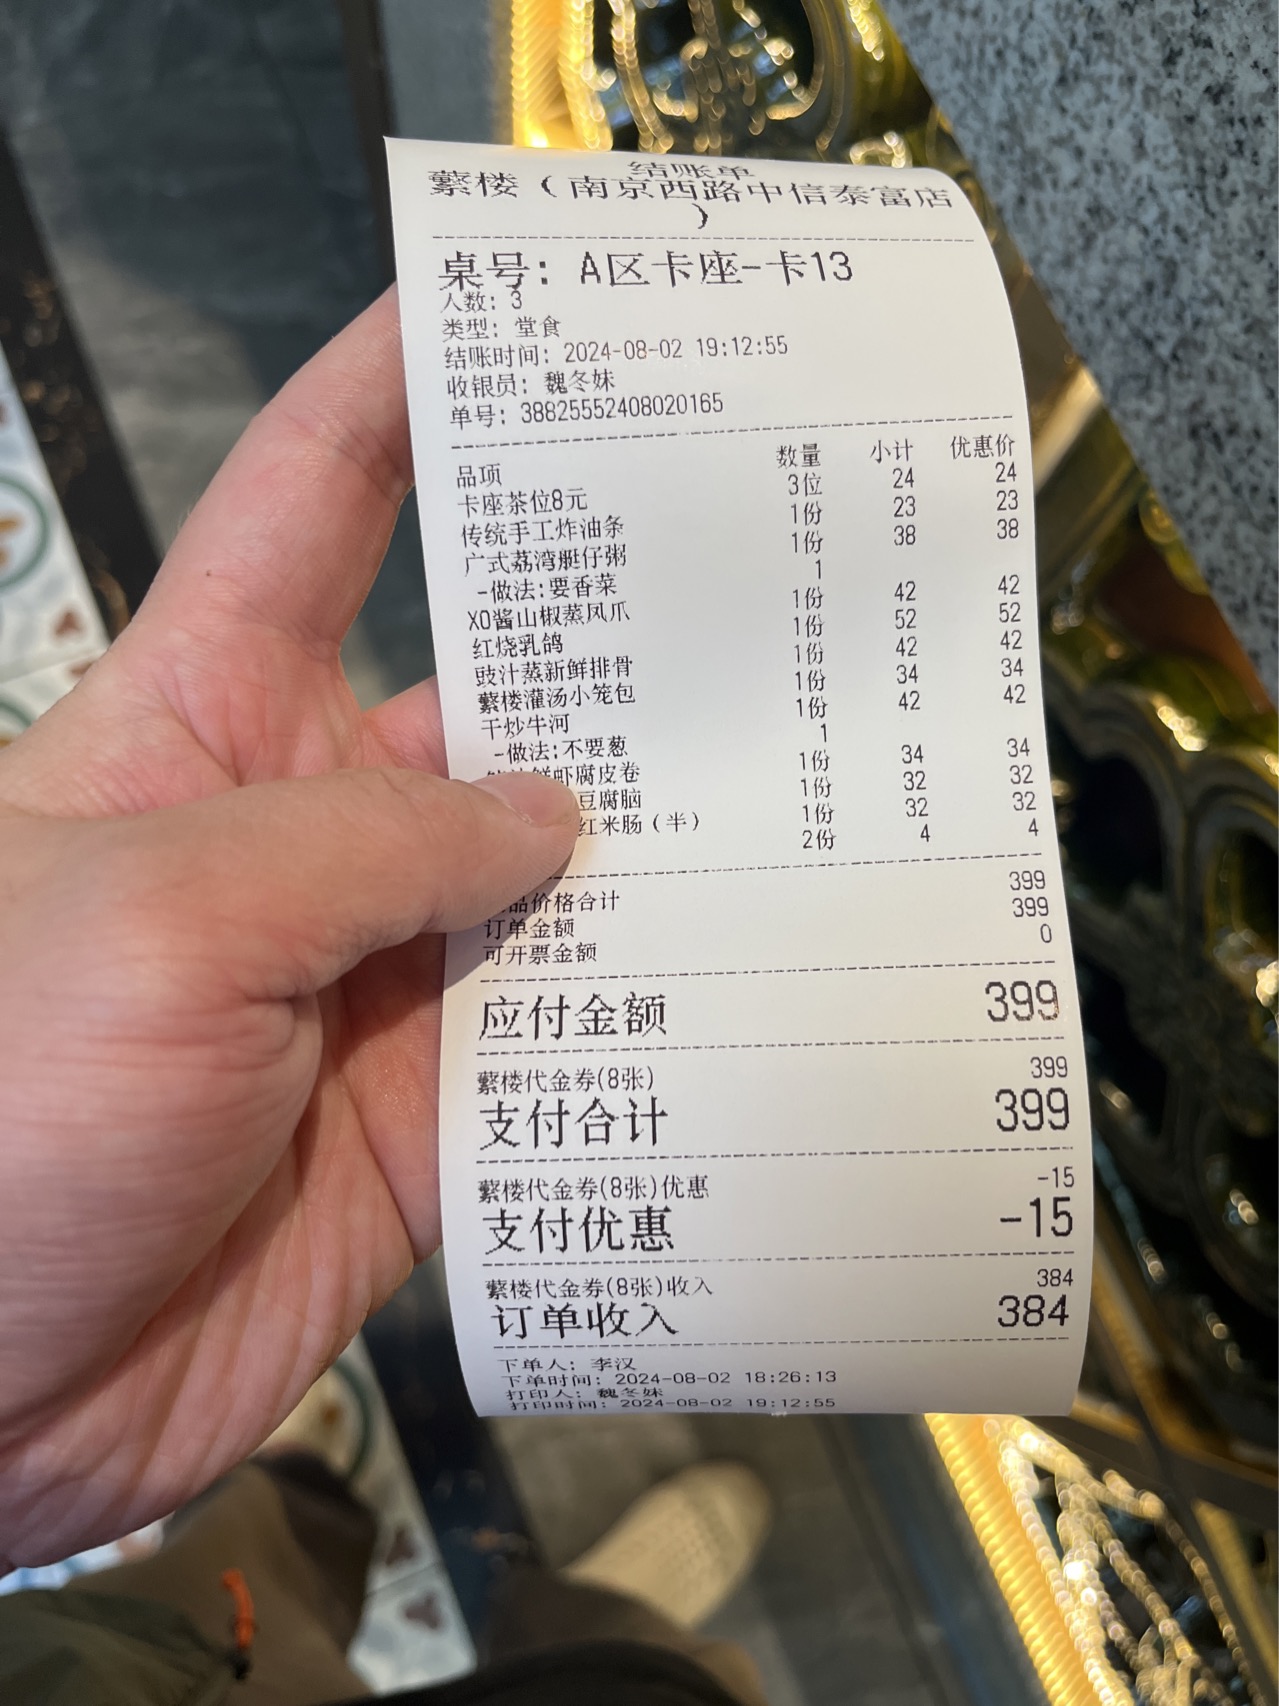 结账单
蘩楼（南京西路中信泰富店
）
桌号：A区卡座-卡13
人数：3
类型：堂食
结账时间：2024-08-02 19:12:55
收银员：魏冬妹
单号：38825552408020165
品项 数量 小计 优惠价
卡座茶位8元 3位 24 24
传统手工炸油条 1份 23 23
广式荔湾艇仔粥 1份 38 38
-做法:要香菜 1
XO酱山椒蒸凤爪 1份 42 42
红烧乳鸽 1份 52 52
豉汁蒸新鲜排骨 1份 42 42
蘩楼灌汤小笼包 1份 34 34
干炒牛河 1份 42 42
-做法:不要葱 1
鲜虾腐皮卷 1份 34 34
豆腐脑 1份 32 32
红米肠（半） 1份 32 32
2份 4 4
品价格合计 399
订单金额 399
可开票金额 0
应付金额 399
蘩楼代金券(8张) 399
支付合计 399
蘩楼代金券(8张)优惠 -15
支付优惠 -15
蘩楼代金券(8张)收入 384
订单收入 384
下单人：李汉
下单时间：2024-08-02 18:26:13
打印人：魏冬妹
打印时间：2024-08-02 19:12:55